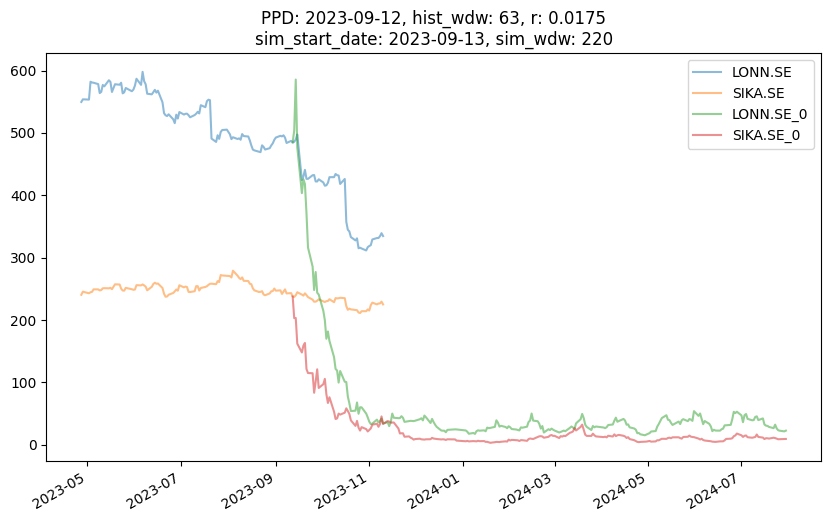 PPD: 2023-09-12, hist_wdw: 63, r: 0.0175
sim_start_date: 2023-09-13, sim_wdw: 220
600
500
400
300
200
100
0
LONN.SE
SIKA.SE
LONN.SE_0
SIKA.SE_0
2023-05
2023-07
2023-09
2023-11
2024-01
2024-03
2024-05
2024-07